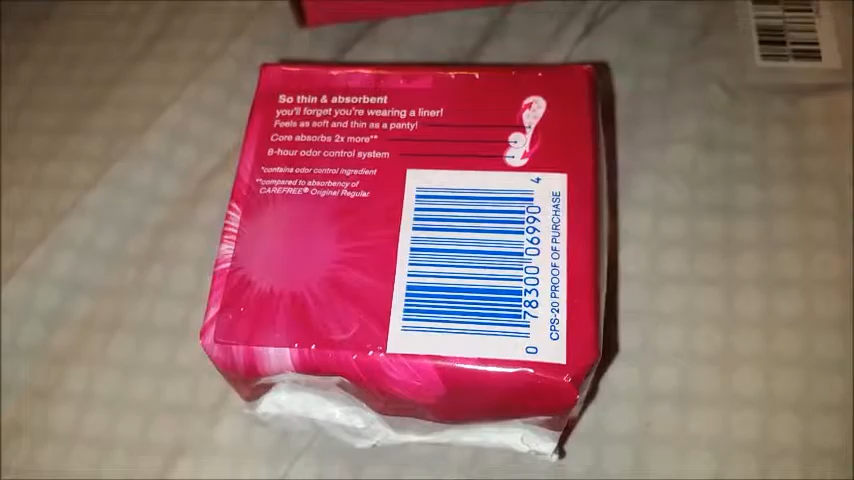 So thin & absorbent
you'll forget you're wearing a liner!
Feels as soft and thin as a panty!
Core absorbs 2x more**
8-hour odor control system
*contains odor control ingredient
**compared to absorbency of
CAREFREE® Original Regular
0 78300 06990 4
CPS-20 PROOF OF PURCHASE